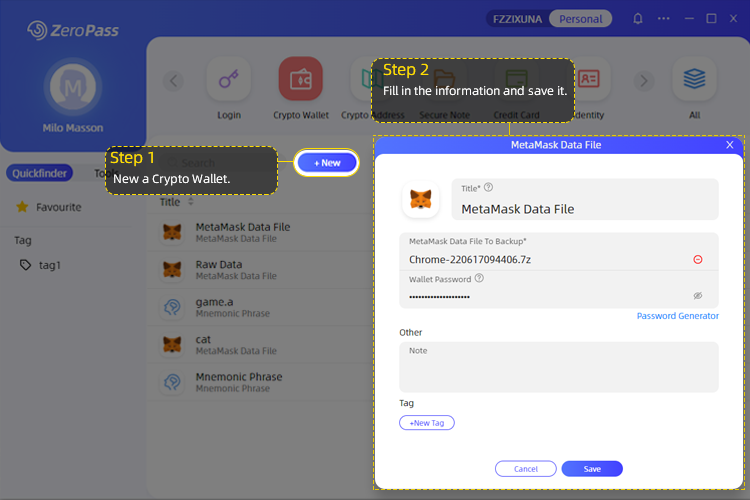 FZZIXUNA
Personal
ZeroPass
M
Milo Masson
Login
Crypto Wallet
Crypto Address
Secure Note
Credit Card
Identity
All
Step 2
Fill in the information and save it.
Step 1
New a Crypto Wallet.
Search
+ New
Quickfinder
Tools
Favourite
Tag
tag1
Title
MetaMask Data File
MetaMask Data File
Raw Data
MetaMask Data File
game.a
Mnemonic Phrase
cat
MetaMask Data File
Mnemonic Phrase
Mnemonic Phrase
MetaMask Data File
X
Title*
MetaMask Data File
MetaMask Data File To Backup*
Chrome-220617094406.7z
Wallet Password
Password Generator
Other
Note
Tag
+New Tag
Cancel
Save